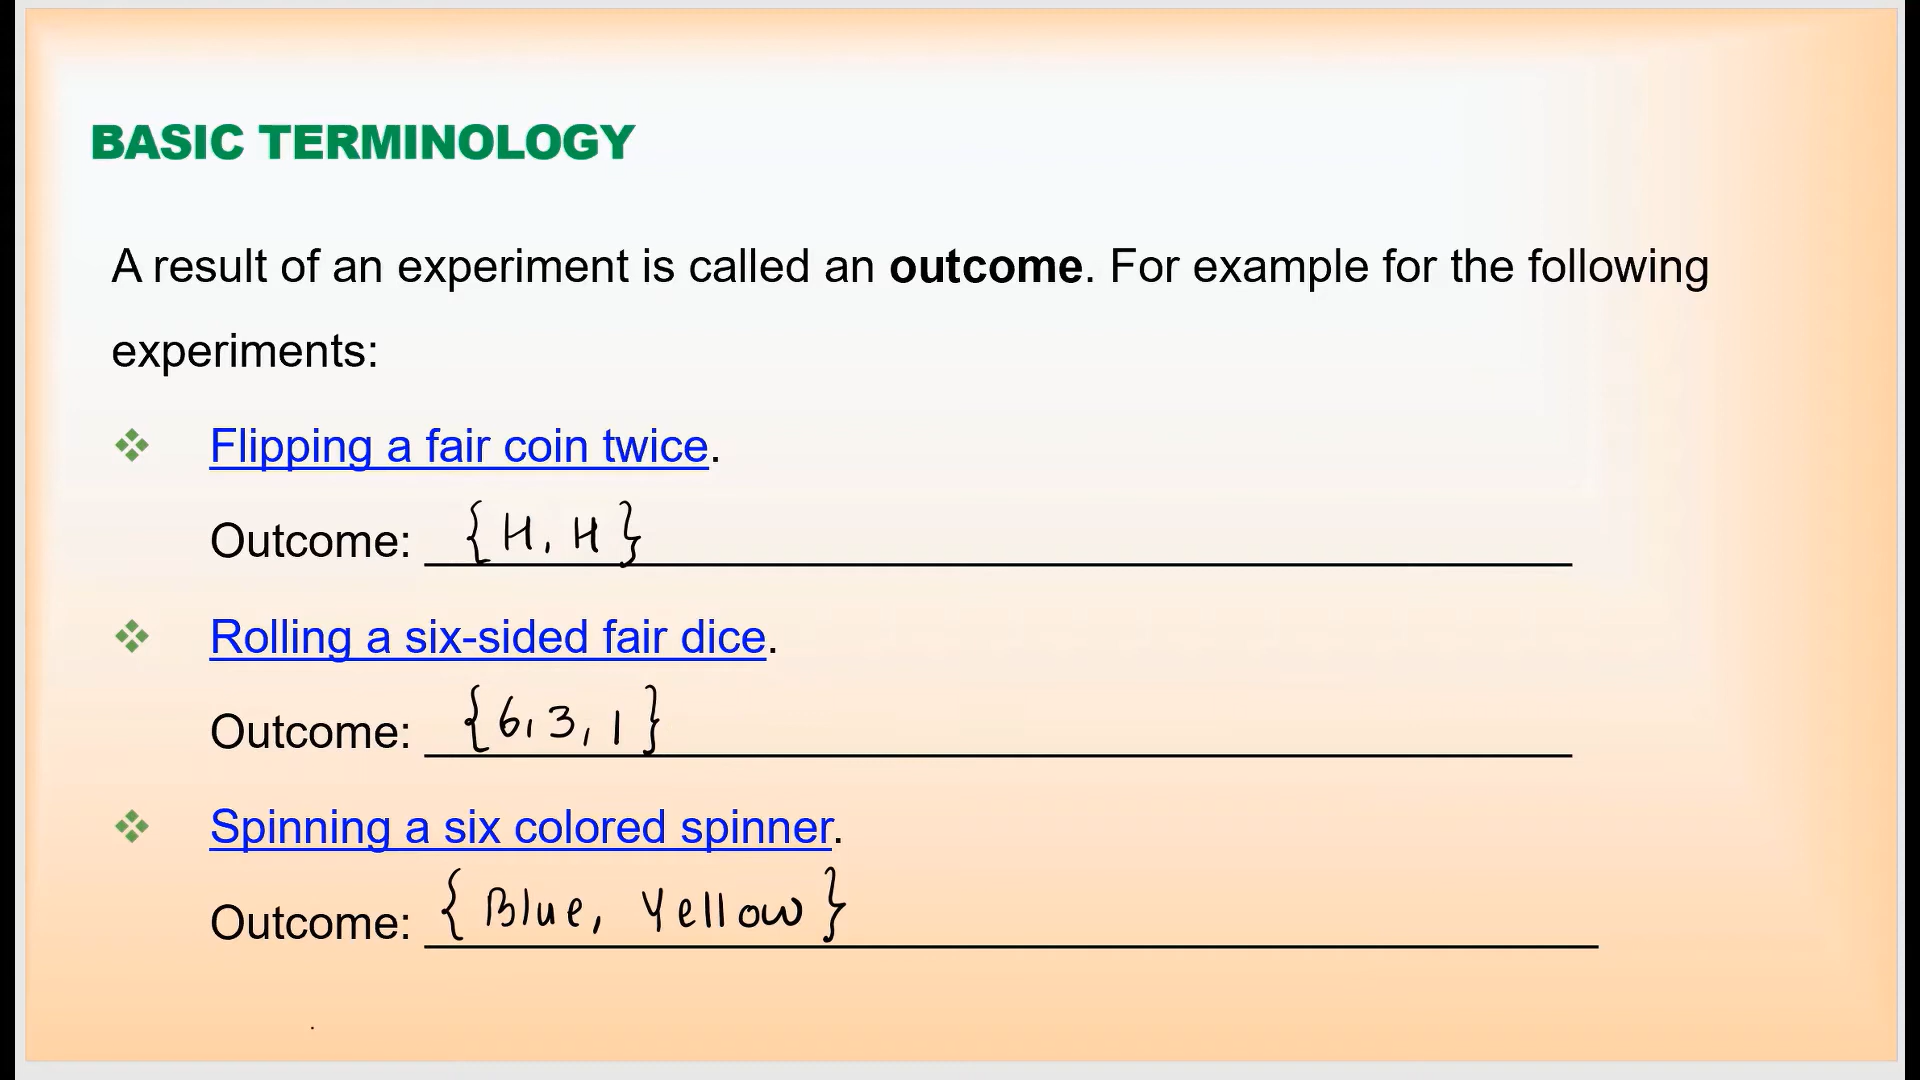 BASIC TERMINOLOGY
A result of an experiment is called an outcome. For example for the following
experiments:
Flipping a fair coin twice.
Outcome: {H, H}
Rolling a six-sided fair dice.
Outcome: {6, 3, 1}
Spinning a six colored spinner.
Outcome: {Blue, Yellow}